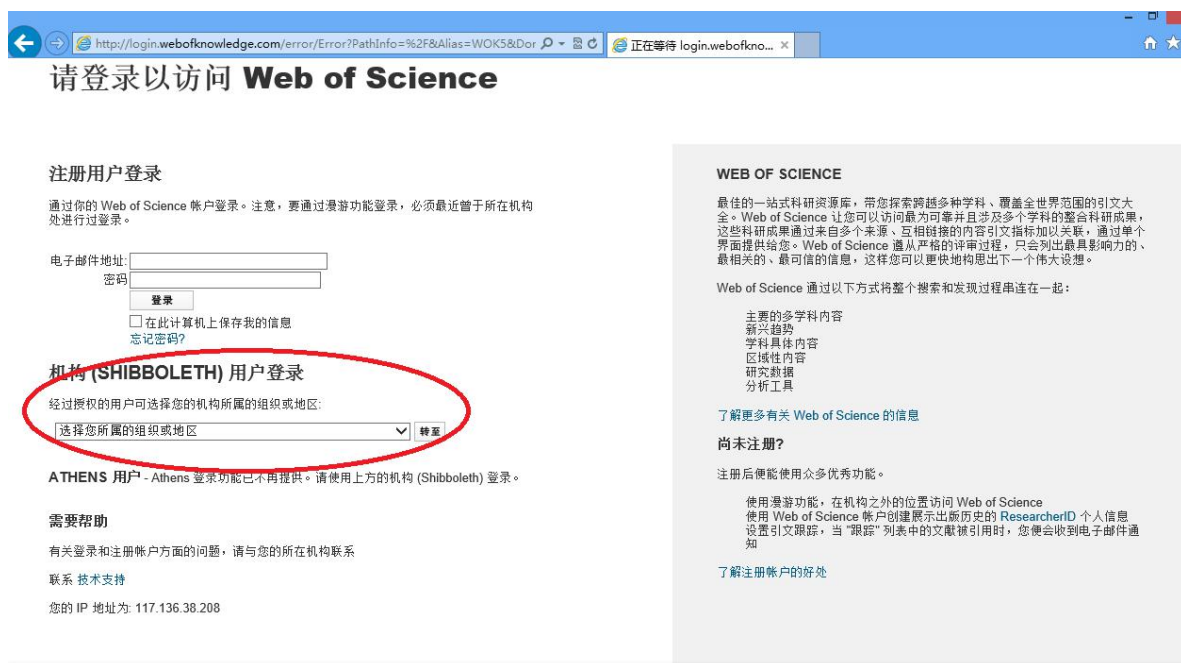 http://login.webofknowledge.com/error/Error?PathInfo=%2F&Alias=WOK5&Dor
正在等待 login.webofkno...
请登录以访问 Web of Science
注册用户登录
通过你的 Web of Science 帐户登录。注意，要通过漫游功能登录，必须最近曾于所在机构
处进行过登录。
电子邮件地址:
密码
登录
在此计算机上保存我的信息
忘记密码?
机构 (SHIBBOLETH) 用户登录
经过授权的用户可选择您的机构所属的组织或地区:
选择您所属的组织或地区
转至
ATHENS 用户 - Athens 登录功能已不再提供。请使用上方的机构 (Shibboleth) 登录。
需要帮助
有关登录和注册帐户方面的问题，请与您的所在机构联系
联系 技术支持
您的 IP 地址为: 117.136.38.208
WEB OF SCIENCE
最佳的一站式科研资源库，带您探索跨越多种学科、覆盖全世界范围的引文大
全。Web of Science 让您可以访问最为可靠并且涉及多个学科的整合科研成果，
这些科研成果通过来自多个来源、互相链接的内容引文指标加以关联，通过单个
界面提供给您。Web of Science 遵从严格的评审过程，只会列出最具影响力的、
最相关的、最可信的信息，这样您可以更快地构思出下一个伟大设想。
Web of Science 通过以下方式将整个搜索和发现过程串连在一起：
主要的多学科内容
新兴趋势
学科具体内容
区域性内容
研究数据
分析工具
了解更多有关 Web of Science 的信息
尚未注册?
注册后便能使用众多优秀功能。
使用漫游功能，在机构之外的位置访问 Web of Science
使用 Web of Science 帐户创建展示出版历史的 ResearcherID 个人信息
设置引文跟踪，当 "跟踪" 列表中的文献被引用时，您便会收到电子邮件通
知
了解注册帐户的好处